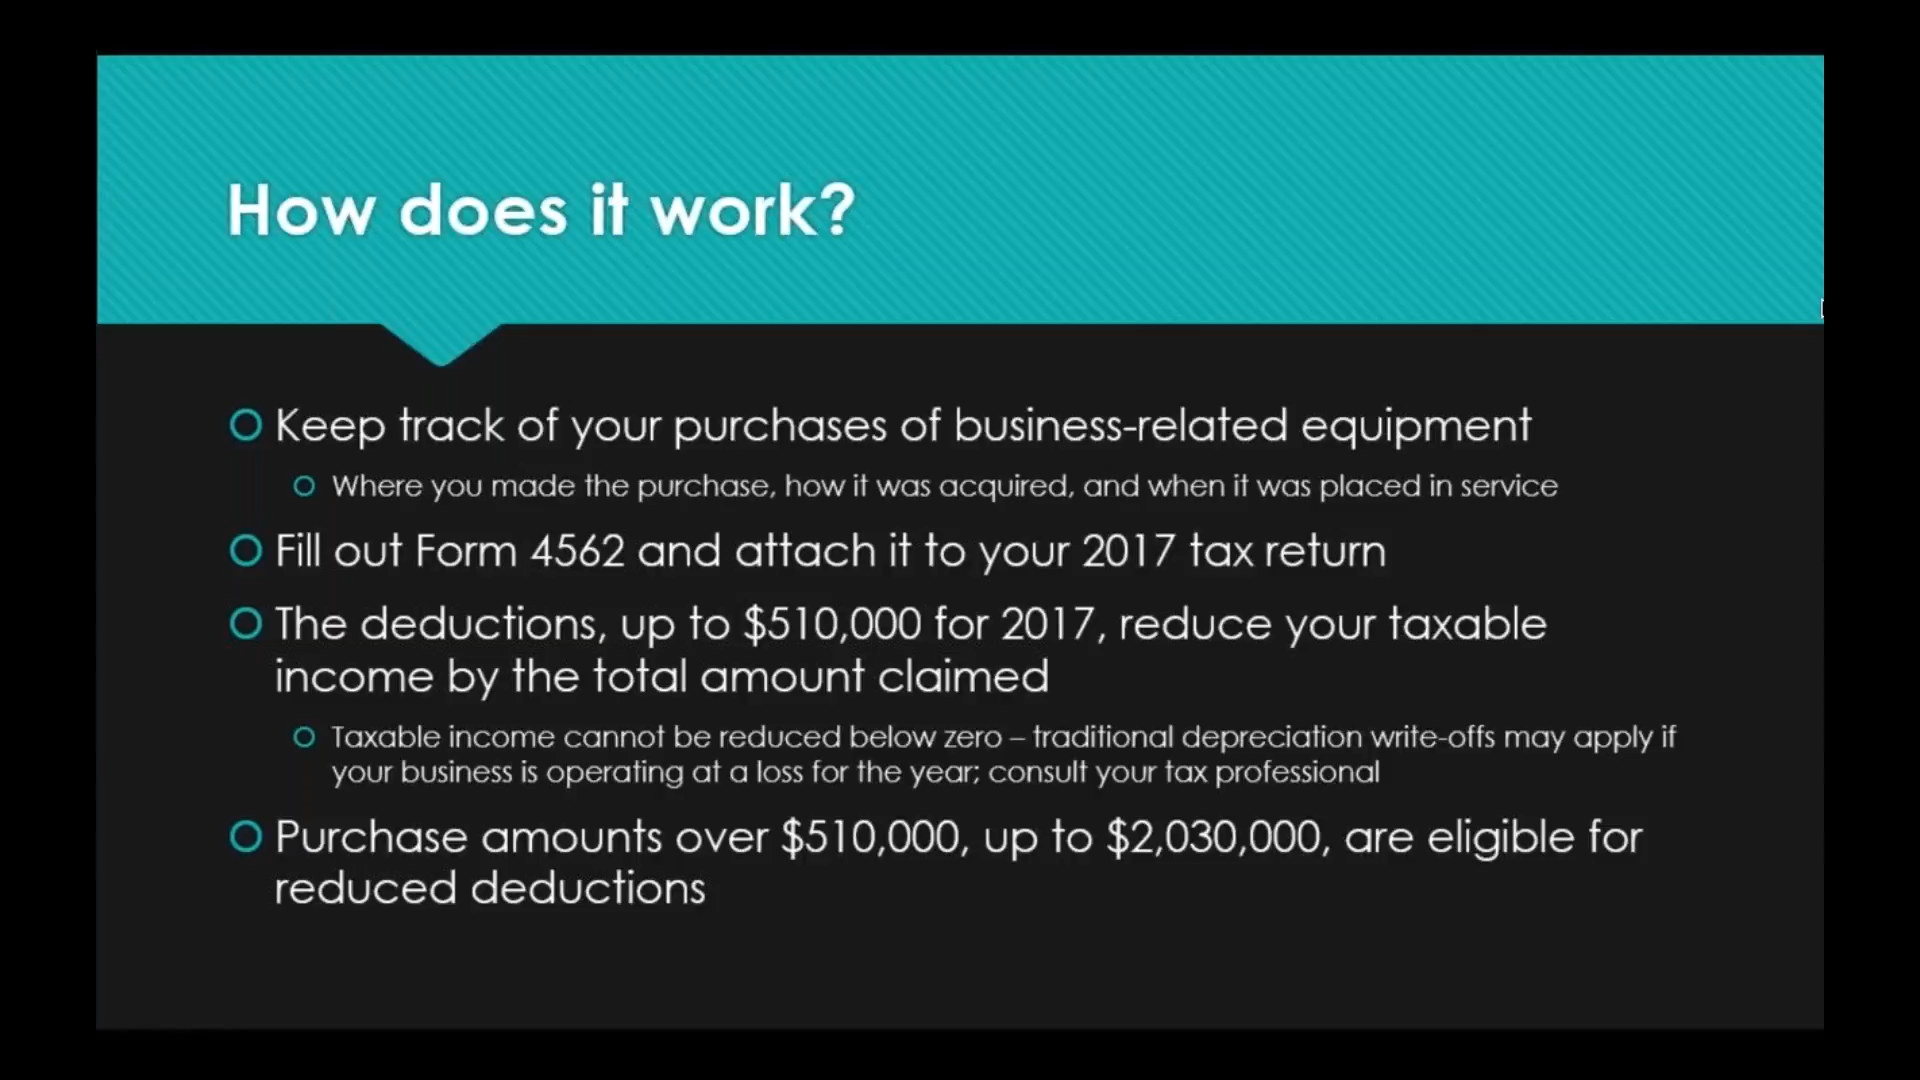 How does it work?
Keep track of your purchases of business-related equipment
Where you made the purchase, how it was acquired, and when it was placed in service
Fill out Form 4562 and attach it to your 2017 tax return
The deductions, up to $510,000 for 2017, reduce your taxable
income by the total amount claimed
Taxable income cannot be reduced below zero – traditional depreciation write-offs may apply if
your business is operating at a loss for the year; consult your tax professional
Purchase amounts over $510,000, up to $2,030,000, are eligible for
reduced deductions